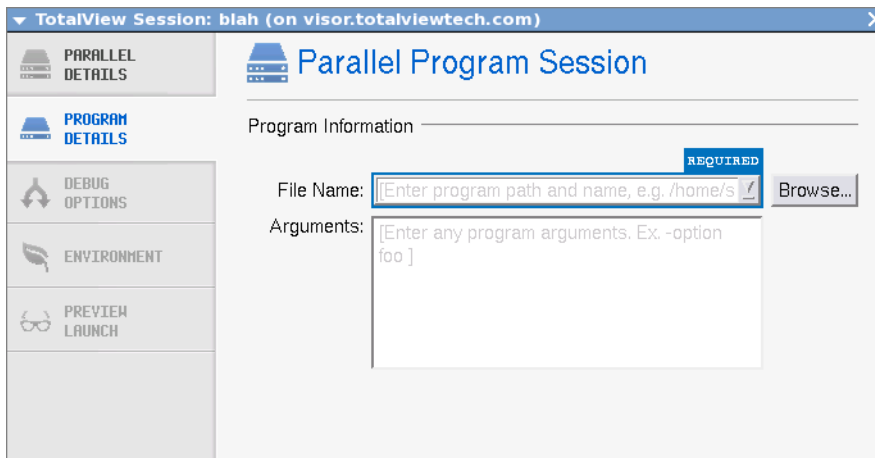 TotalView Session: blah (on visor.totalviewtech.com)
PARALLEL
DETAILS
PROGRAM
DETAILS
DEBUG
OPTIONS
ENVIRONMENT
PREVIEW
LAUNCH
Parallel Program Session
Program Information
REQUIRED
File Name: [Enter program path and name, e.g. /home/s Browse...
Arguments: [Enter any program arguments. Ex. -option
foo ]